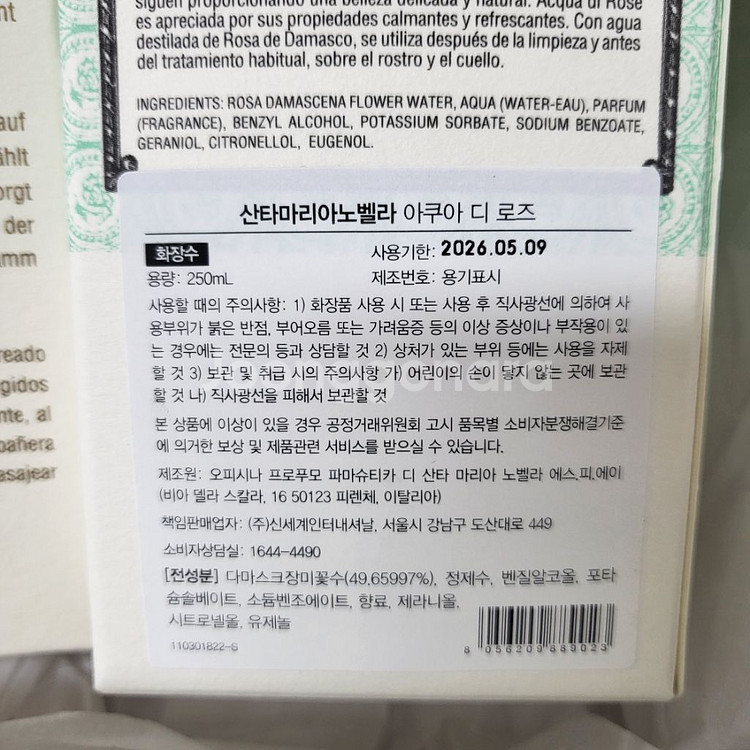 nt
auf
ählt
orgt
der
amm
reado
gidos
nte, al
pañera
asajear
siguen proporcionando una belleza delicada y natural. Acqua di Rose
es apreciada por sus propiedades calmantes y refrescantes. Con agua
destilada de Rosa de Damasco, se utiliza después de la limpieza y antes
del tratamiento habitual, sobre el rostro y el cuello.
INGREDIENTS: ROSA DAMASCENA FLOWER WATER, AQUA (WATER-EAU), PARFUM
(FRAGRANCE), BENZYL ALCOHOL, POTASSIUM SORBATE, SODIUM BENZOATE,
GERANIOL, CITRONELLOL, EUGENOL.
산타마리아노벨라 아쿠아 디 로즈
화장수 사용기한: 2026.05.09
용량: 250mL 제조번호: 용기표시
사용할 때의 주의사항: 1) 화장품 사용 시 또는 사용 후 직사광선에 의하여 사
용부위가 붉은 반점, 부어오름 또는 가려움증 등의 이상 증상이나 부작용이 있
는 경우에는 전문의 등과 상담할 것 2) 상처가 있는 부위 등에는 사용을 자제
할 것 3) 보관 및 취급 시의 주의사항 가) 어린이의 손이 닿지 않는 곳에 보관
할 것 나) 직사광선을 피해서 보관할 것
본 상품에 이상이 있을 경우 공정거래위원회 고시 품목별 소비자분쟁해결기준
에 의거한 보상 및 제품관련 서비스를 받으실 수 있습니다.
제조원: 오피시나 프로푸모 파마슈티카 디 산타 마리아 노벨라 에스.피.에이
(비아 델라 스칼라, 16 50123 피렌체, 이탈리아)
책임판매업자: (주)신세계인터내셔날, 서울시 강남구 도산대로 449
소비자상담실: 1644-4490
[전성분] 다마스크장미꽃수(49.65997%), 정제수, 벤질알코올, 포타
슘솔베이트, 소듐벤조에이트, 향료, 제라니올,
시트로넬올, 유제놀
110301822-S
8 056209 889023